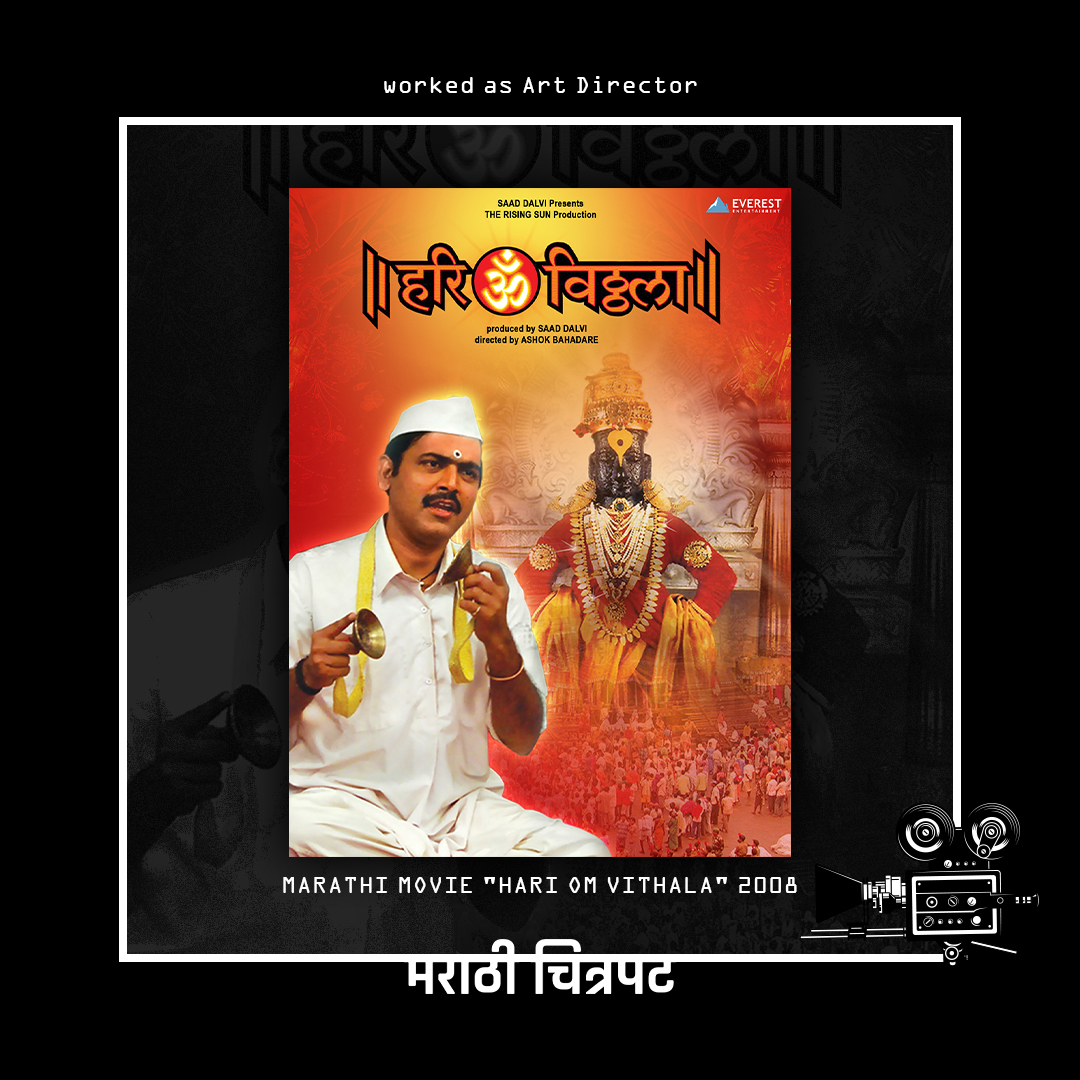 worked as Art Director
SAAD DALVI Presents
THE RISING SUN Production
EVEREST
ENTERTAINMENT
॥ हरि ॐ विठ्ठला ॥
produced by SAAD DALVI
directed by ASHOK BAHADARE
MARATHI MOVIE "HARI OM VITHALA" 2008
मराठी चित्रपट